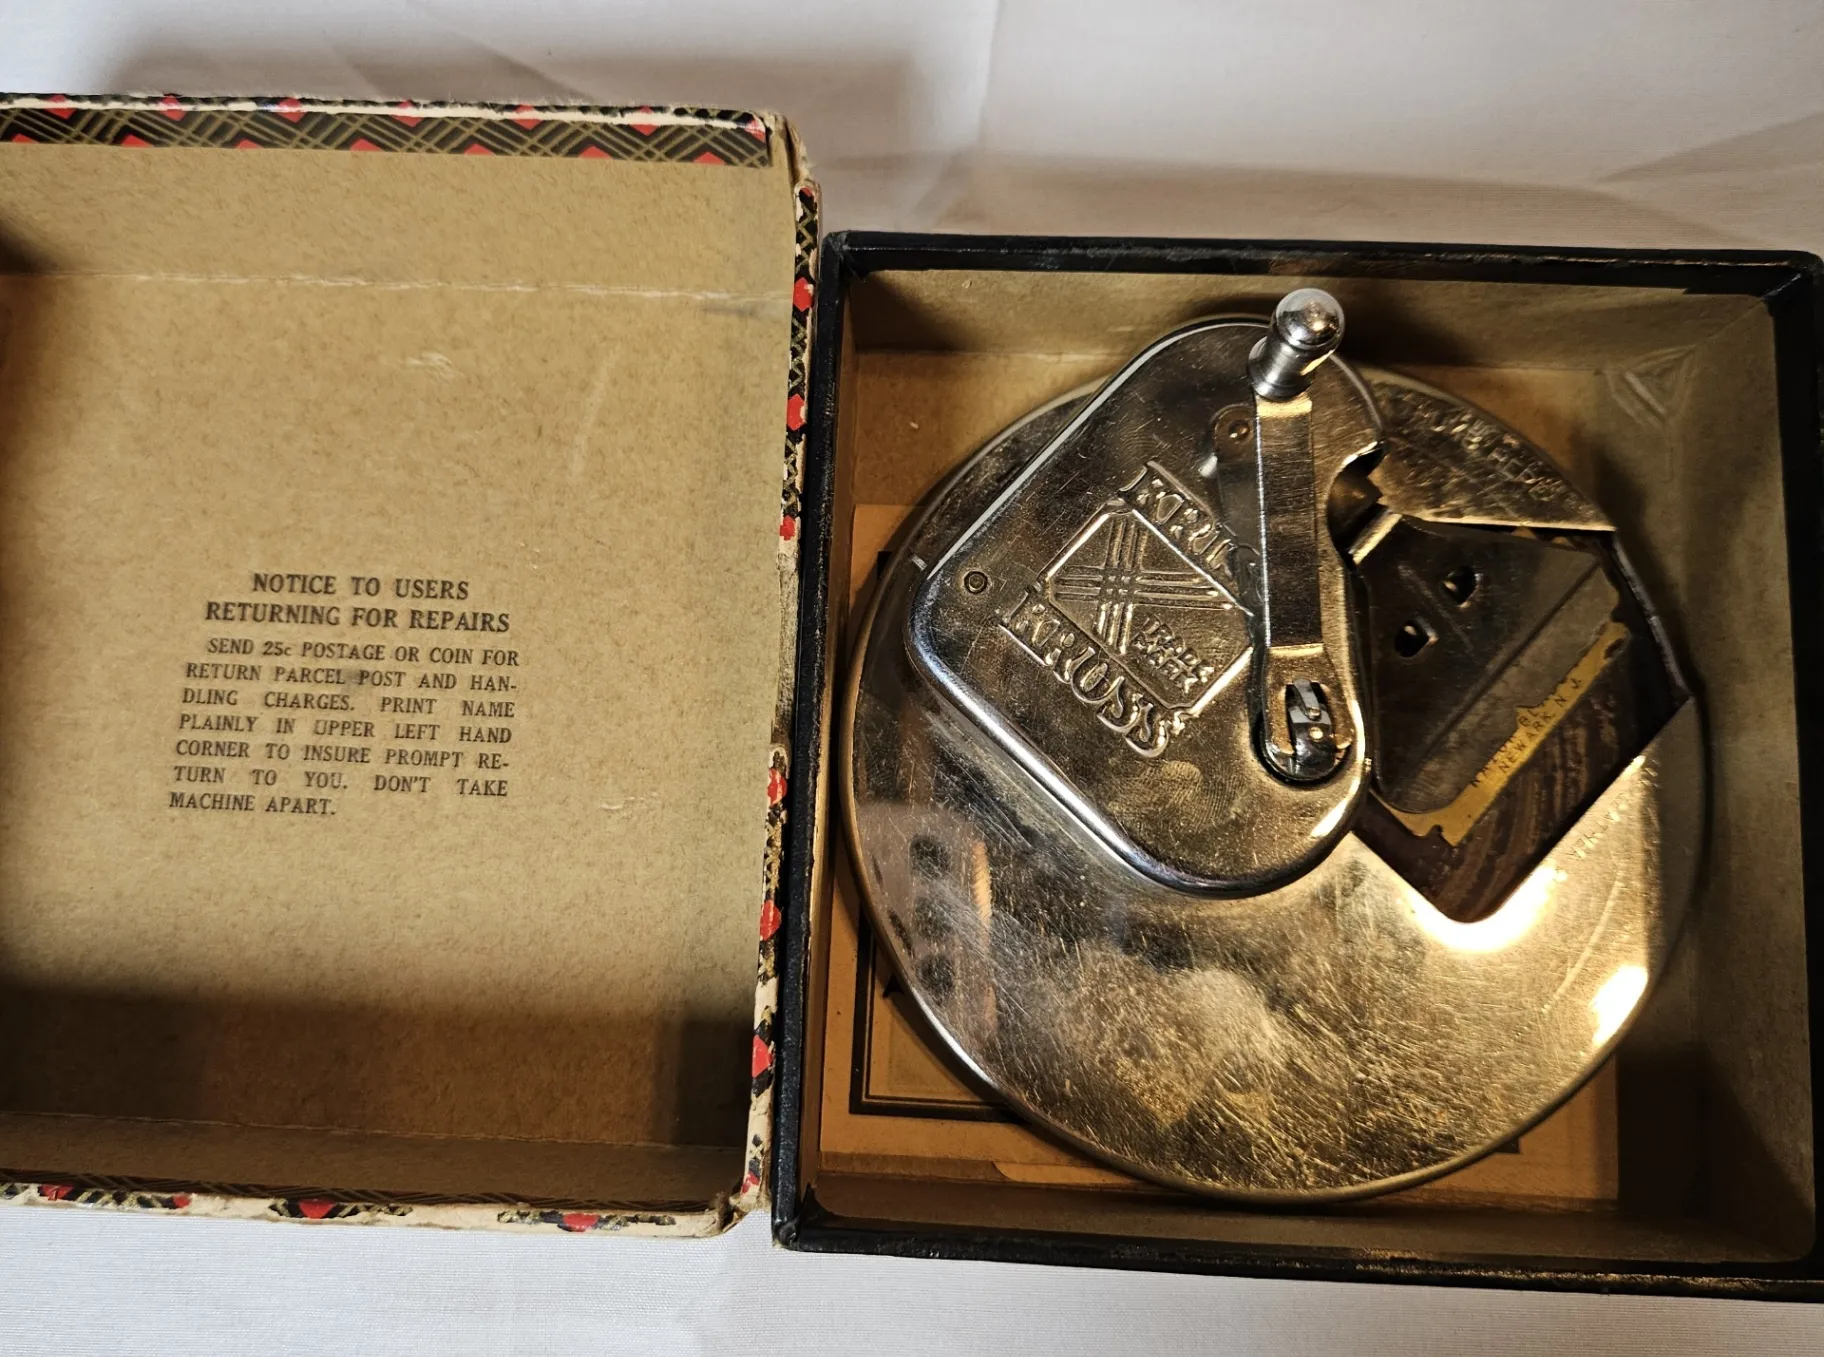 NOTICE TO USERS
RETURNING FOR REPAIRS
SEND 25c POSTAGE OR COIN FOR
RETURN PARCEL POST AND HAN-
DLING CHARGES. PRINT NAME
PLAINLY IN UPPER LEFT HAND
CORNER TO INSURE PROMPT RE-
TURN TO YOU. DON'T TAKE
MACHINE APART.
KRISS
TRADE
MARK
KROSS
NEWARK N.J.